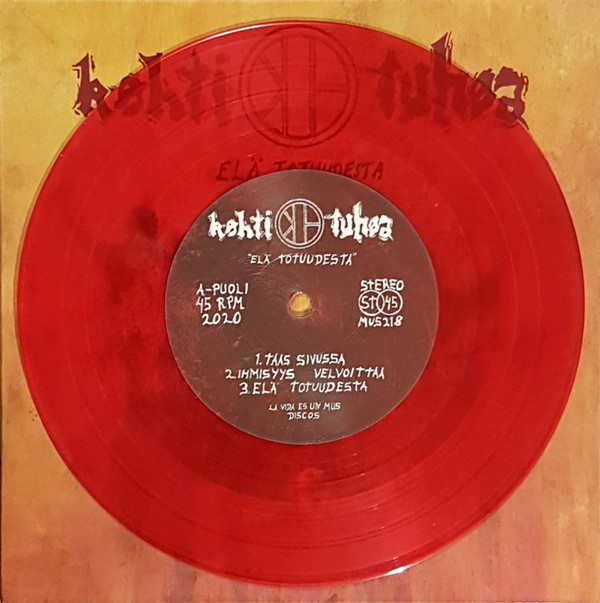 kohti tuhoa
ELÄ TOTUUDESTA
kohti KT tuhoa
"ELÄ TOTUUDESTA"
A-PUOLI
45 RPM
2020
STEREO
ST 45
MUS218
1. TAAS SIVUSSA
2. IHMISYYS VELVOITTAA
3. ELÄ TOTUUDESTA
LA VIDA ES UN MUS
DISCOS